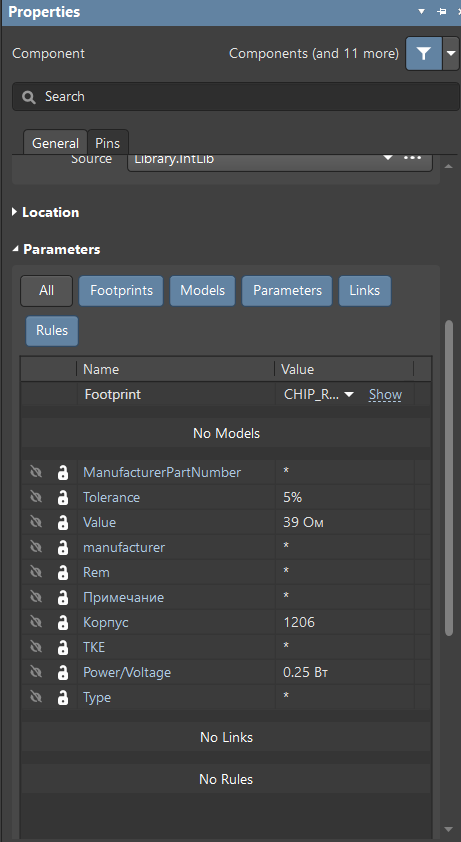 Properties
Component Components (and 11 more)
Search
General Pins
Source Library.IntLib
Location
Parameters
All Footprints Models Parameters Links
Rules
Name Value
Footprint CHIP_R... Show
No Models
ManufacturerPartNumber *
Tolerance 5%
Value 39 Ом
manufacturer *
Rem *
Примечание *
Корпус 1206
TKE *
Power/Voltage 0.25 Вт
Type *
No Links
No Rules